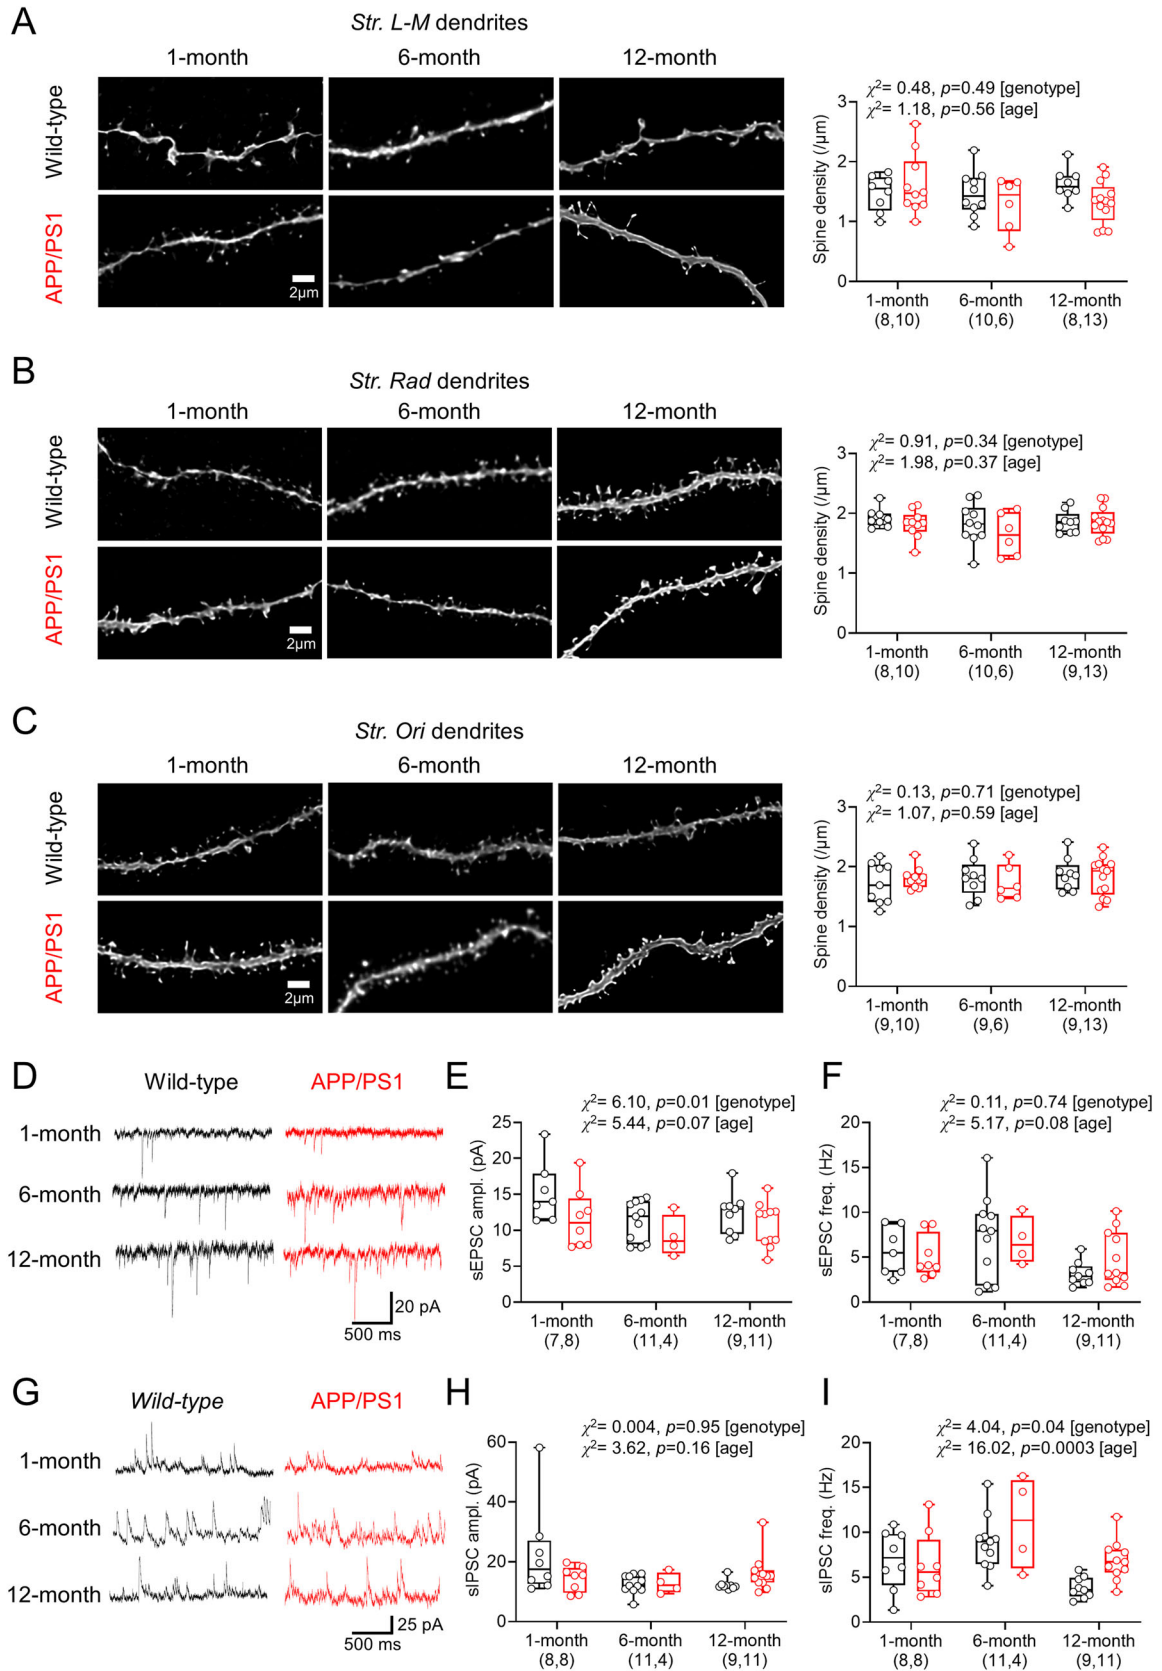 A
Str. L-M dendrites
1-month
6-month
12-month
Wild-type
APP/PS1
2µm
χ²= 0.48, p=0.49 [genotype]
χ²= 1.18, p=0.56 [age]
Spine density (/µm)
3
2
1
0
1-month
6-month
12-month
(8,10)
(10,6)
(8,13)
B
Str. Rad dendrites
1-month
6-month
12-month
Wild-type
APP/PS1
2µm
χ²= 0.91, p=0.34 [genotype]
χ²= 1.98, p=0.37 [age]
Spine density (/µm)
3
2
1
0
1-month
6-month
12-month
(8,10)
(10,6)
(9,13)
C
Str. Ori dendrites
1-month
6-month
12-month
Wild-type
APP/PS1
2µm
χ²= 0.13, p=0.71 [genotype]
χ²= 1.07, p=0.59 [age]
Spine density (/µm)
3
2
1
0
1-month
6-month
12-month
(9,10)
(9,6)
(9,13)
D
Wild-type
APP/PS1
1-month
6-month
12-month
20 pA
500 ms
E
χ²= 6.10, p=0.01 [genotype]
χ²= 5.44, p=0.07 [age]
sEPSC ampl. (pA)
25
20
15
10
5
0
1-month
6-month
12-month
(7,8)
(11,4)
(9,11)
F
χ²= 0.11, p=0.74 [genotype]
χ²= 5.17, p=0.08 [age]
sEPSC freq. (Hz)
20
15
10
5
0
1-month
6-month
12-month
(7,8)
(11,4)
(9,11)
G
Wild-type
APP/PS1
1-month
6-month
12-month
25 pA
500 ms
H
χ²= 0.004, p=0.95 [genotype]
χ²= 3.62, p=0.16 [age]
sIPSC ampl. (pA)
60
40
20
0
1-month
6-month
12-month
(8,8)
(11,4)
(9,11)
I
χ²= 4.04, p=0.04 [genotype]
χ²= 16.02, p=0.0003 [age]
sIPSC freq. (Hz)
20
15
10
5
0
1-month
6-month
12-month
(8,8)
(11,4)
(9,11)